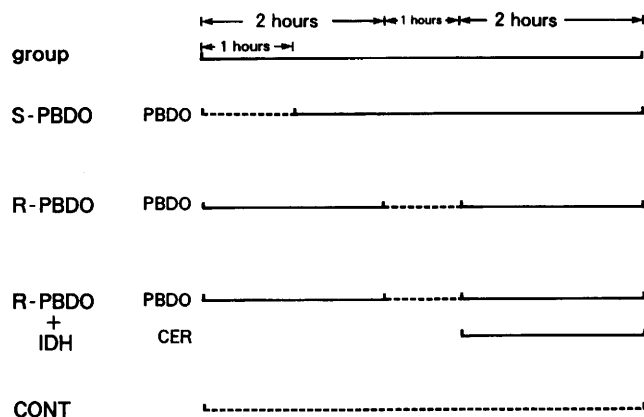 2 hours 1 hours 2 hours
group 1 hours
S-PBDO PBDO
R-PBDO PBDO
R-PBDO PBDO
+
IDH CER
CONT